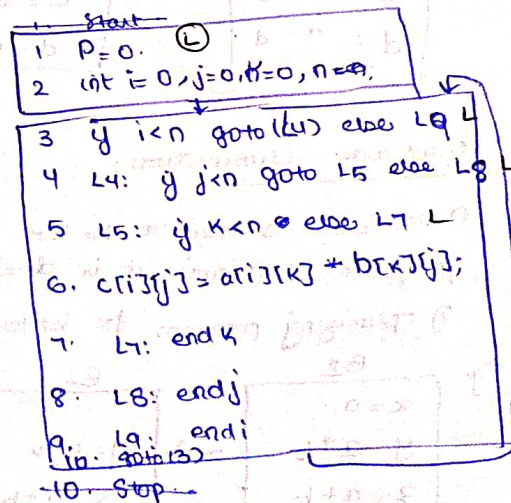 Start
1 P=0. L
2 int i=0, j=0, K=0, n=
3 if i<n goto (L4) else L9 L
4 L4: if j<n goto L5 else L8 L
5 L5: if K<n else L7 L
6. c[i][j] = a[i][k] * b[k][j];
7. L7: end k
8. L8: end j
9. L9: end i
10. goto (3)
10. Stop